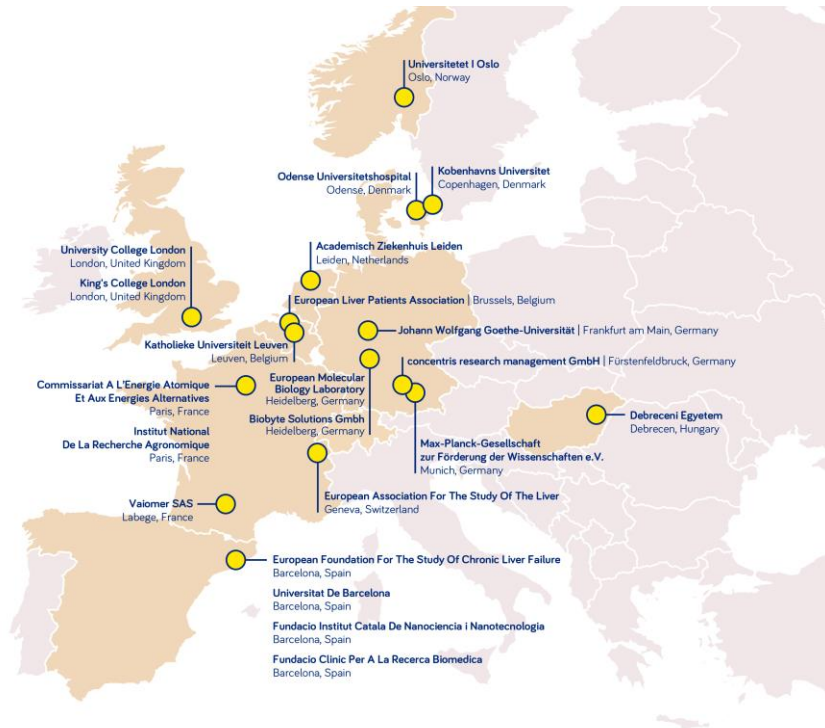 Universitetet I Oslo
Oslo, Norway
Odense Universitetshospital
Odense, Denmark
Kobenhavns Universitet
Copenhagen, Denmark
University College London
London, United Kingdom
King's College London
London, United Kingdom
Academisch Ziekenhuis Leiden
Leiden, Netherlands
European Liver Patients Association | Brussels, Belgium
Johann Wolfgang Goethe-Universität | Frankfurt am Main, Germany
Katholieke Universiteit Leuven
Leuven, Belgium
concentris research management GmbH | Fürstenfeldbruck, Germany
Commissariat A L'Energie Atomique
Et Aux Energies Alternatives
Paris, France
European Molecular
Biology Laboratory
Heidelberg, Germany
Biobyte Solutions Gmbh
Heidelberg, Germany
Debreceni Egyetem
Debrecen, Hungary
Institut National
De La Recherche Agronomique
Paris, France
Max-Planck-Gesellschaft
zur Förderung der Wissenschaften e.V.
Munich, Germany
Vaiomer SAS
Labege, France
European Association For The Study Of The Liver
Geneva, Switzerland
European Foundation For The Study Of Chronic Liver Failure
Barcelona, Spain
Universitat De Barcelona
Barcelona, Spain
Fundacio Institut Catala De Nanociencia i Nanotecnologia
Barcelona, Spain
Fundacio Clinic Per A La Recerca Biomedica
Barcelona, Spain